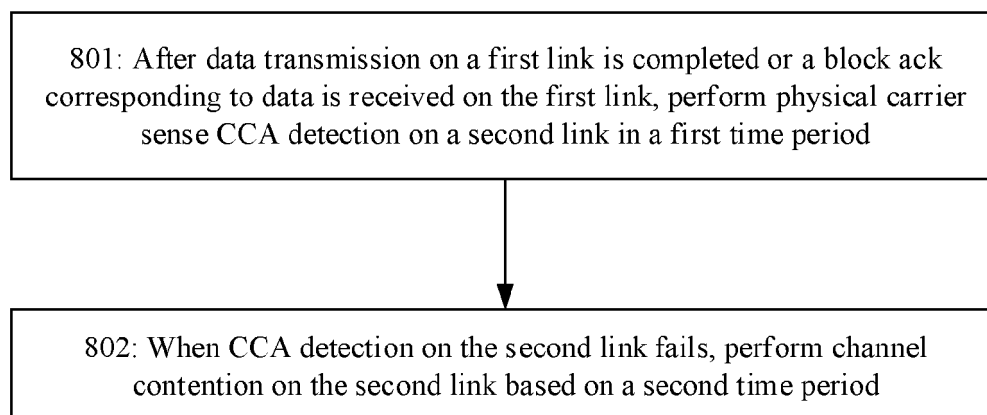 801: After data transmission on a first link is completed or a block ack
corresponding to data is received on the first link, perform physical carrier
sense CCA detection on a second link in a first time period
802: When CCA detection on the second link fails, perform channel
contention on the second link based on a second time period